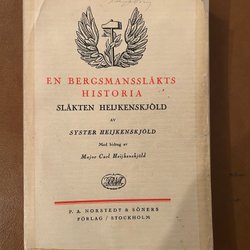 EN BERGSMANSSLÄKTS
HISTORIA
SLÄKTEN HEIJKENSKJÖLD
AV
SYSTER HEIJKENSKJÖLD
Med bidrag av
Major Carl Heijkenskjöld
P. A. NORSTEDT & SÖNERS
FÖRLAG / STOCKHOLM